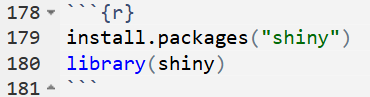 178 ```{r}
179 install.packages("shiny")
180 library(shiny)
181 ```